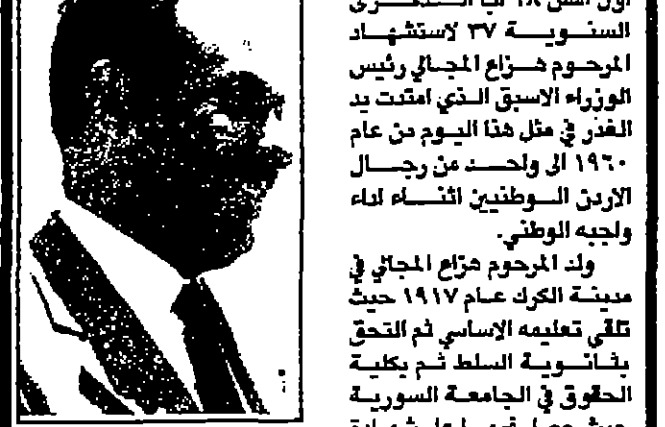 السنوية ٣٧ لاستشهاد
المرحوم هزاع المجالي رئيس
الوزراء الاسبق الذي امتدت يد
الغدر في مثل هذا اليوم من عام
١٩٦٠ الى واحد من رجال
الاردن الوطنيين اثناء اداء
واجبه الوطني.
ولد المرحوم هزاع المجالي في
مدينة الكرك عام ١٩١٧ حيث
تلقى تعليمه الاساسي ثم التحق
بثانوية السلط ثم بكلية
الحقوق في الجامعة السورية